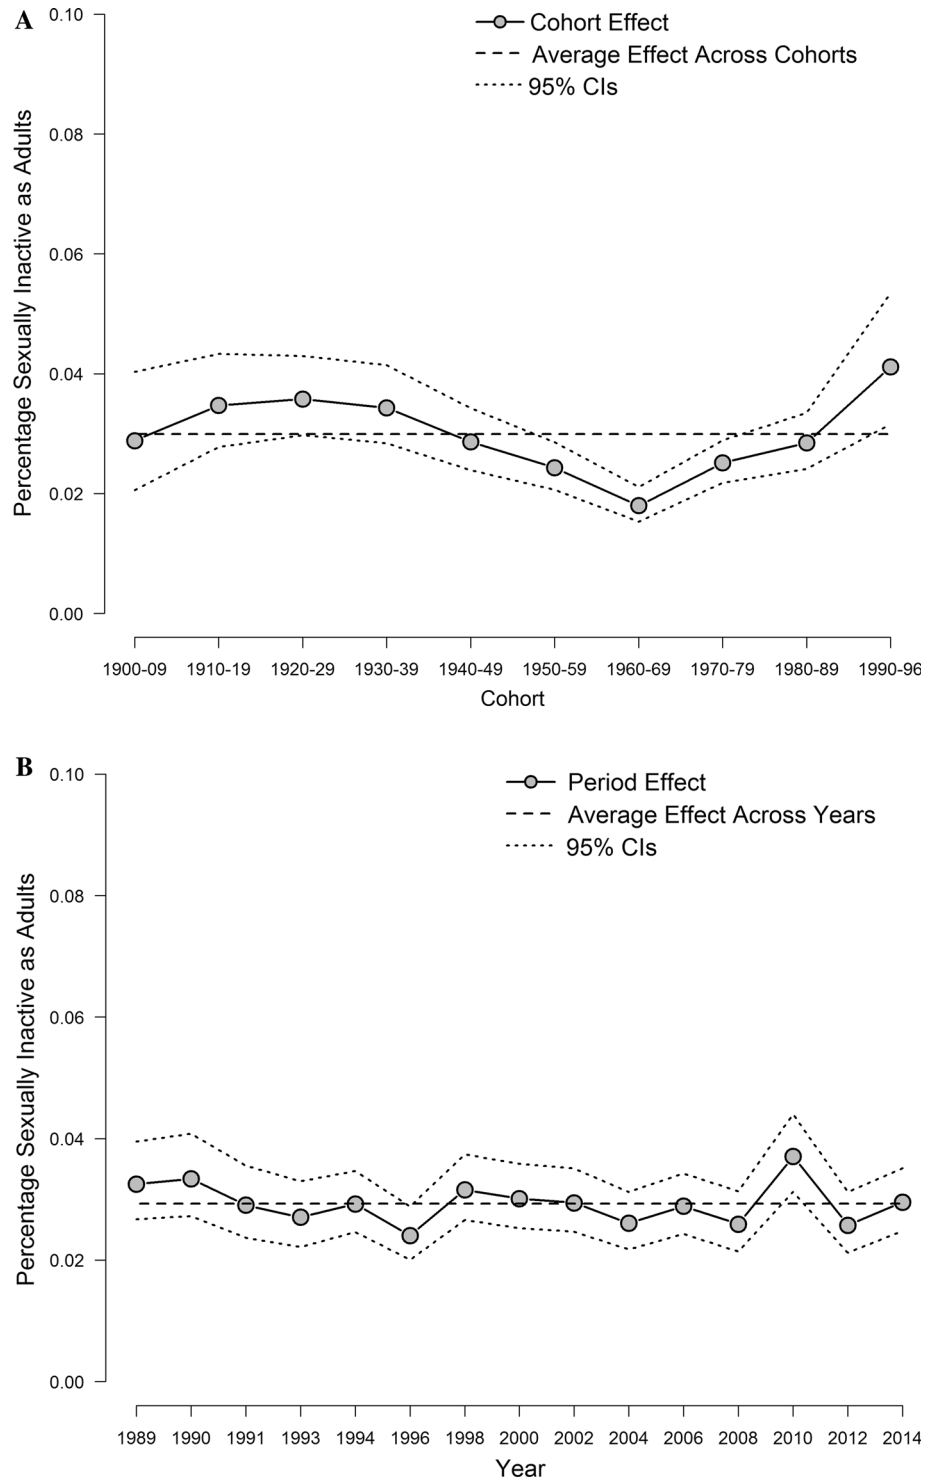 A
Cohort Effect
Average Effect Across Cohorts
95% CIs
Percentage Sexually Inactive as Adults
0.10
0.08
0.06
0.04
0.02
0.00
1900-09 1910-19 1920-29 1930-39 1940-49 1950-59 1960-69 1970-79 1980-89 1990-96
Cohort
B
Period Effect
Average Effect Across Years
95% CIs
Percentage Sexually Inactive as Adults
0.10
0.08
0.06
0.04
0.02
0.00
1989 1990 1991 1993 1994 1996 1998 2000 2002 2004 2006 2008 2010 2012 2014
Year